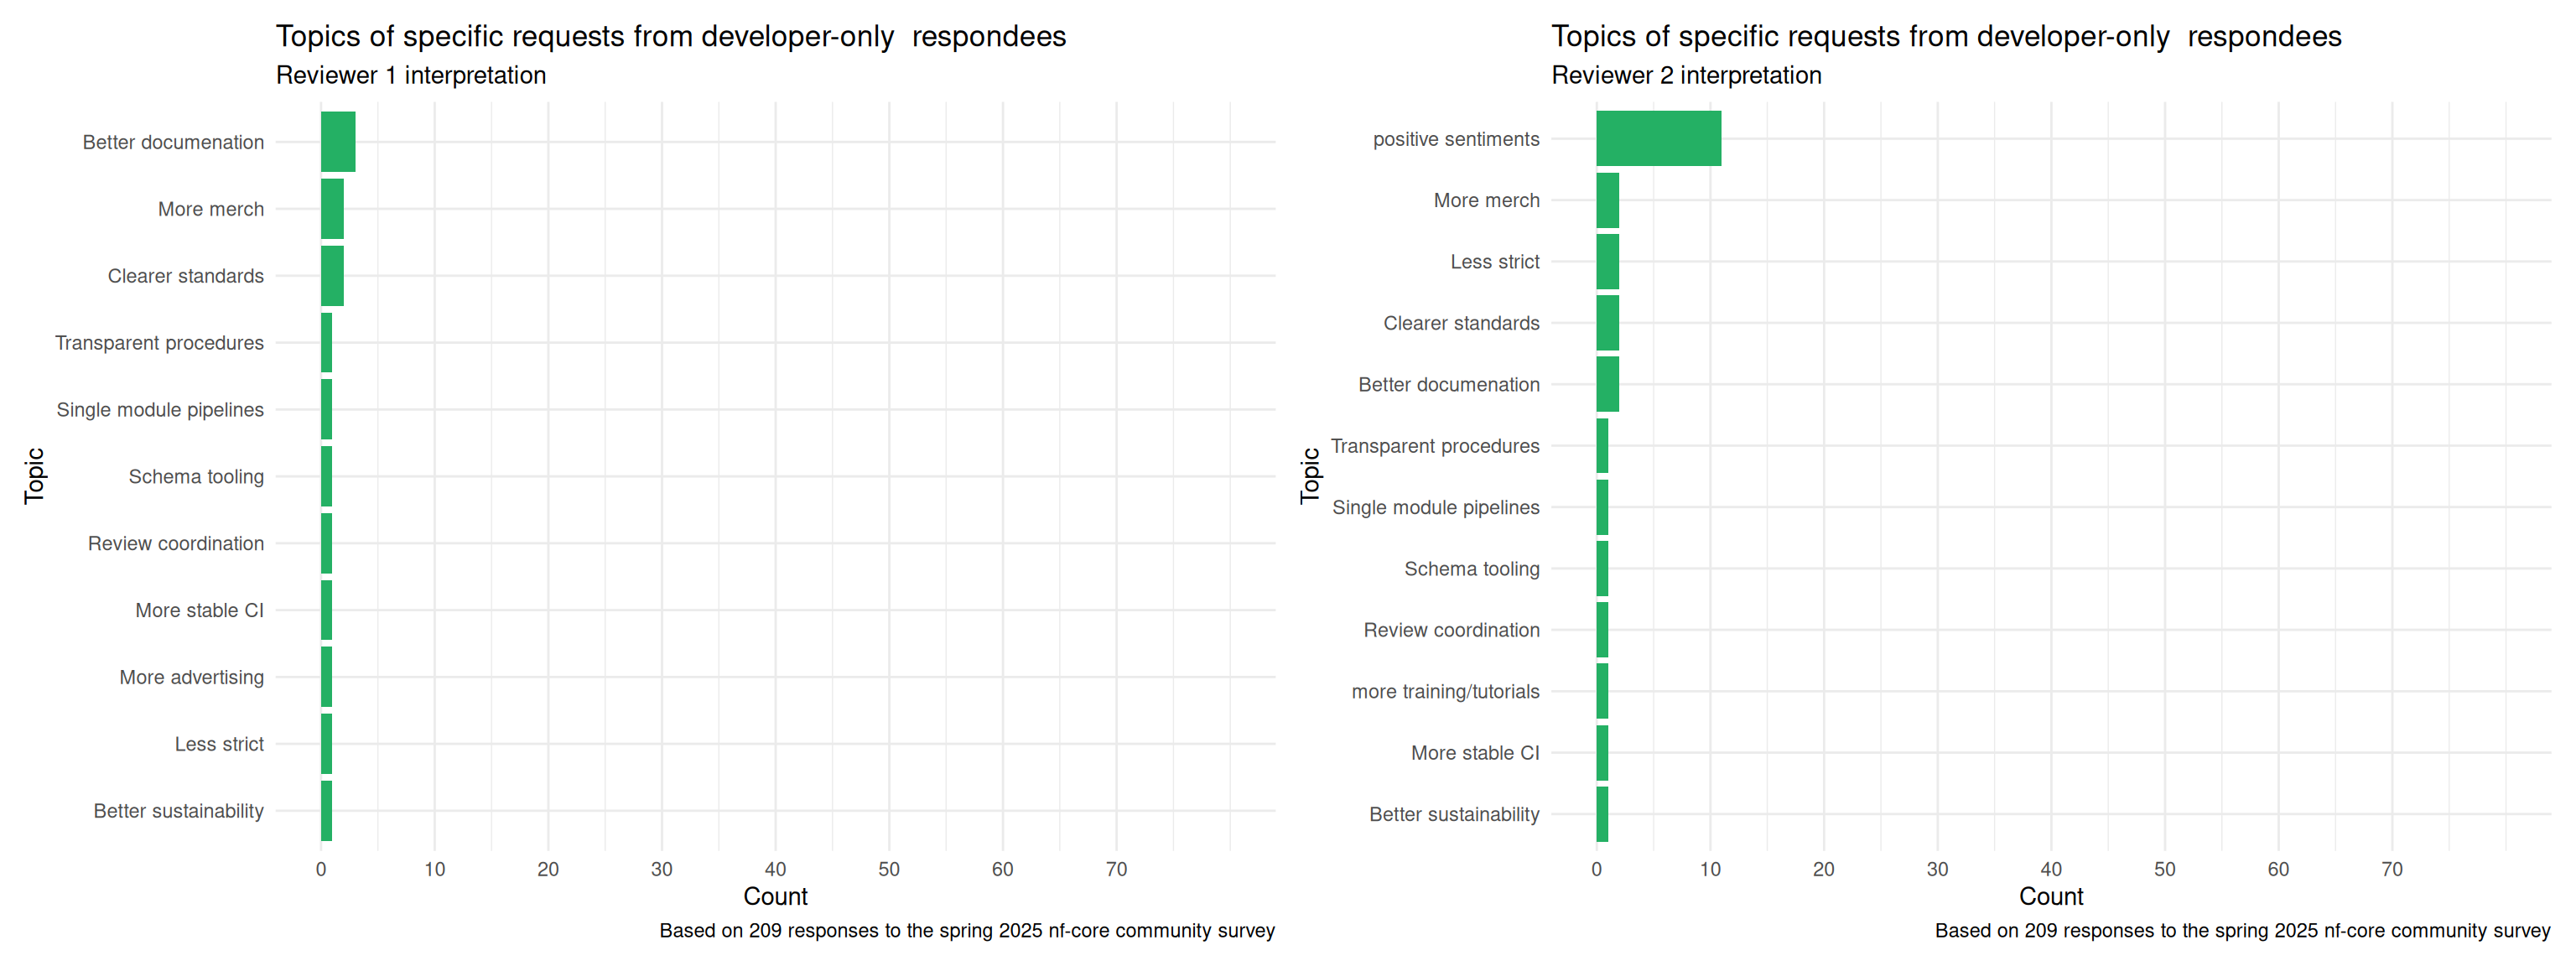 Topics of specific requests from developer-only  respondees
Reviewer 1 interpretation
Topic
Better documenation
More merch
Clearer standards
Transparent procedures
Single module pipelines
Schema tooling
Review coordination
More stable CI
More advertising
Less strict
Better sustainability
0 10 20 30 40 50 60 70
Count
Based on 209 responses to the spring 2025 nf-core community survey
Topics of specific requests from developer-only  respondees
Reviewer 2 interpretation
Topic
positive sentiments
More merch
Less strict
Clearer standards
Better documenation
Transparent procedures
Single module pipelines
Schema tooling
Review coordination
more training/tutorials
More stable CI
Better sustainability
0 10 20 30 40 50 60 70
Count
Based on 209 responses to the spring 2025 nf-core community survey